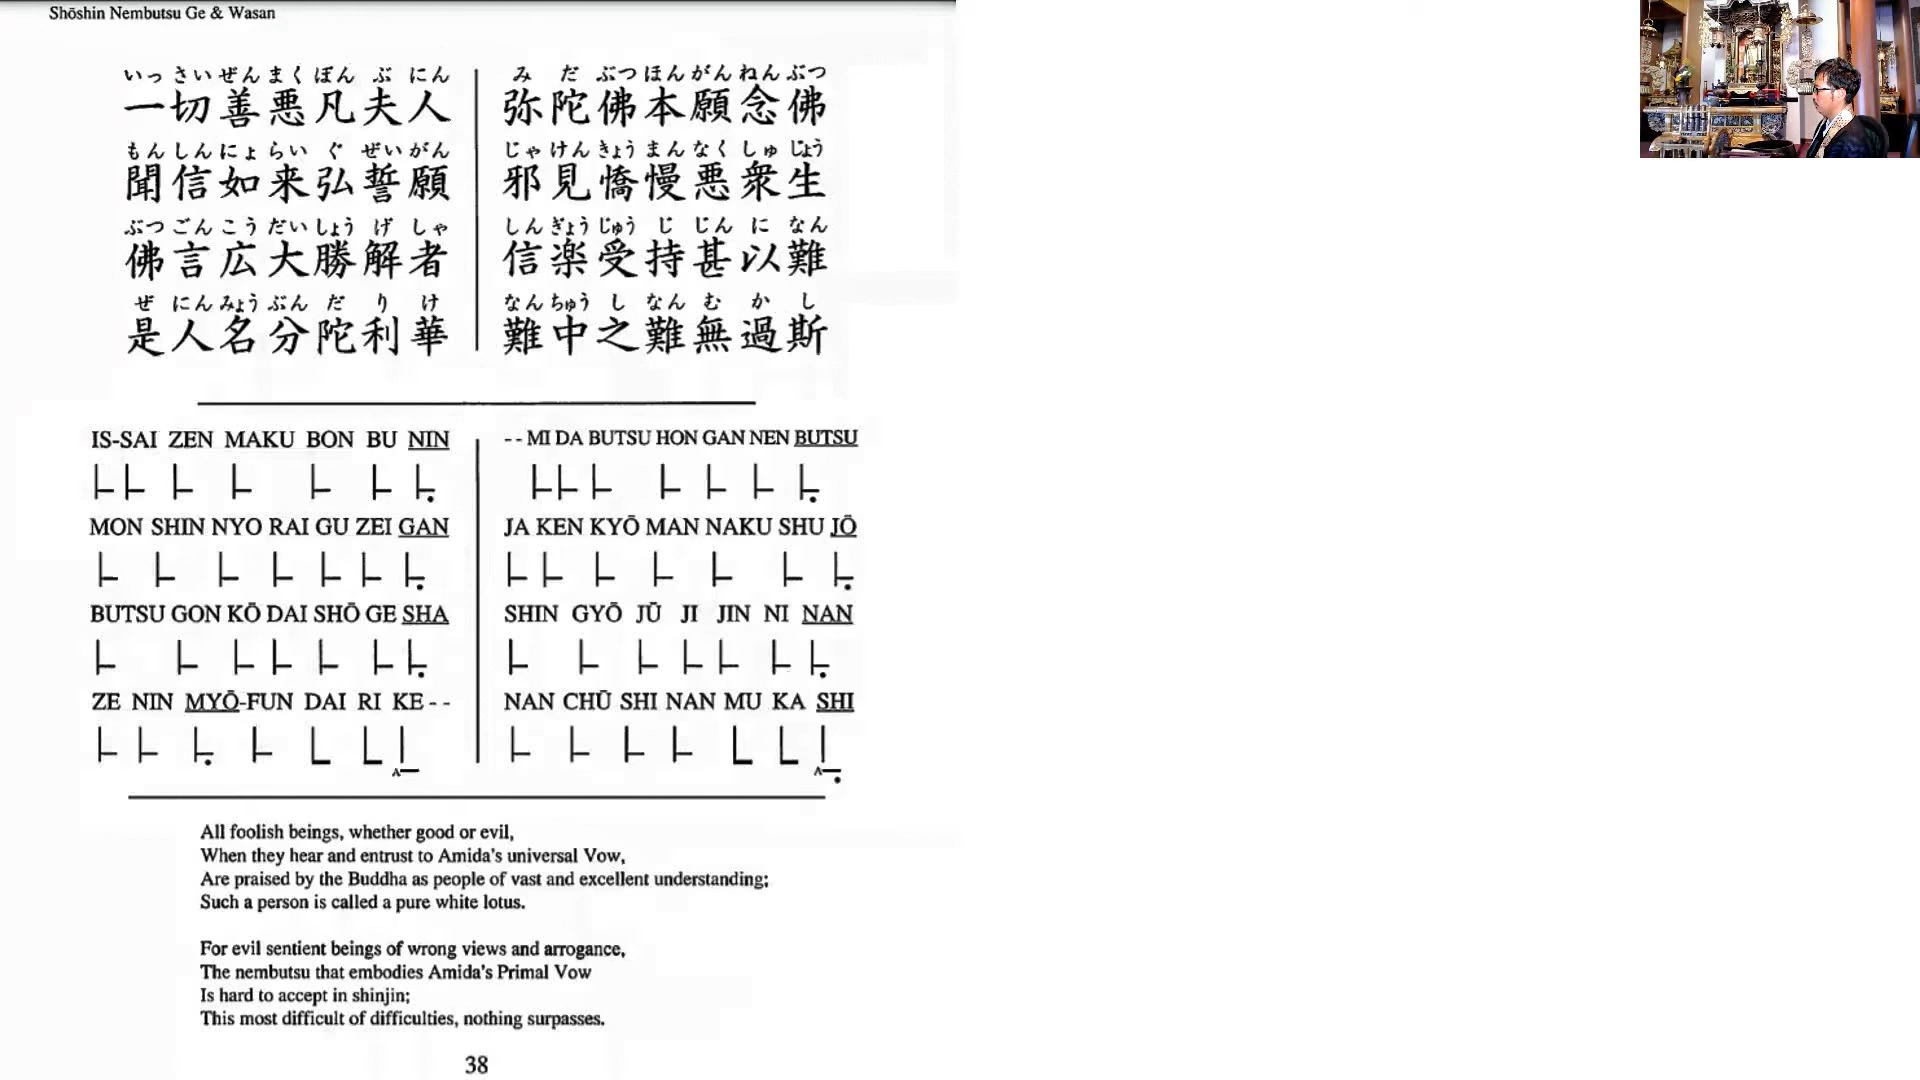 Shōshin Nembutsu Ge & Wasan
いっさいぜんまくぼんぶにん
一切善悪凡夫人
もんしんにょらいぐぜいがん
聞信如来弘誓願
ぶつごんこうだいしょうげしゃ
佛言広大勝解者
ぜにんみょうぶんだりけ
是人名分陀利華
みだぶつほんがんねんぶつ
弥陀佛本願念佛
じゃけんきょうまんなくしゅじょう
邪見憍慢悪衆生
しんぎょうじゅうじじんになん
信楽受持甚以難
なんちゅうしなんむかし
難中之難無過斯
IS-SAI ZEN MAKU BON BU NIN
MON SHIN NYO RAI GU ZEI GAN
BUTSU GON KŌ DAI SHŌ GE SHA
ZE NIN MYŌ-FUN DAI RI KE - -
A
- - MI DA BUTSU HON GAN NEN BUTSU
JA KEN KYŌ MAN NAKU SHU JŌ
SHIN GYŌ JŪ JI JIN NI NAN
NAN CHŪ SHI NAN MU KA SHI
A
All foolish beings, whether good or evil,
When they hear and entrust to Amida's universal Vow,
Are praised by the Buddha as people of vast and excellent understanding;
Such a person is called a pure white lotus.
For evil sentient beings of wrong views and arrogance,
The nembutsu that embodies Amida's Primal Vow
Is hard to accept in shinjin;
This most difficult of difficulties, nothing surpasses.
38